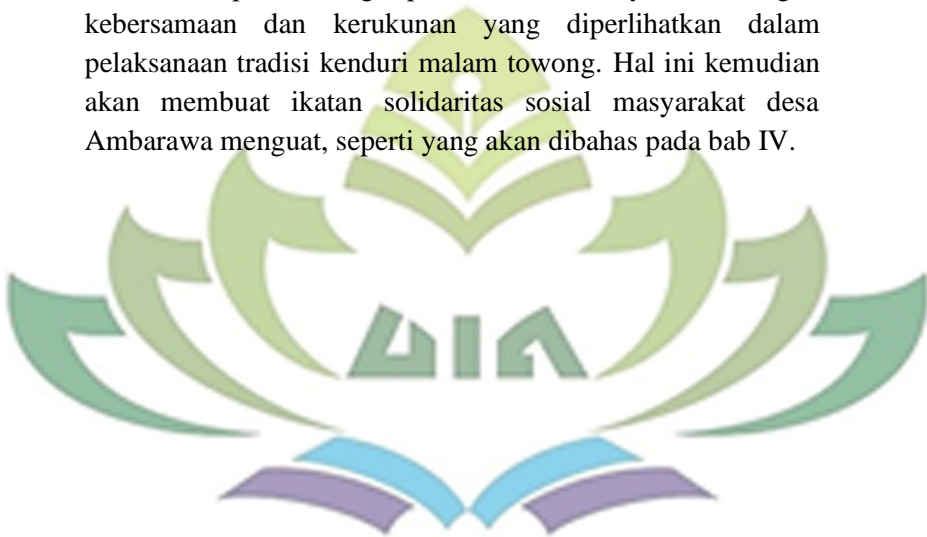 kebersamaan dan kerukunan yang diperlihatkan dalam
pelaksanaan tradisi kenduri malam towong. Hal ini kemudian
akan membuat ikatan solidaritas sosial masyarakat desa
Ambarawa menguat, seperti yang akan dibahas pada bab IV.
UIN